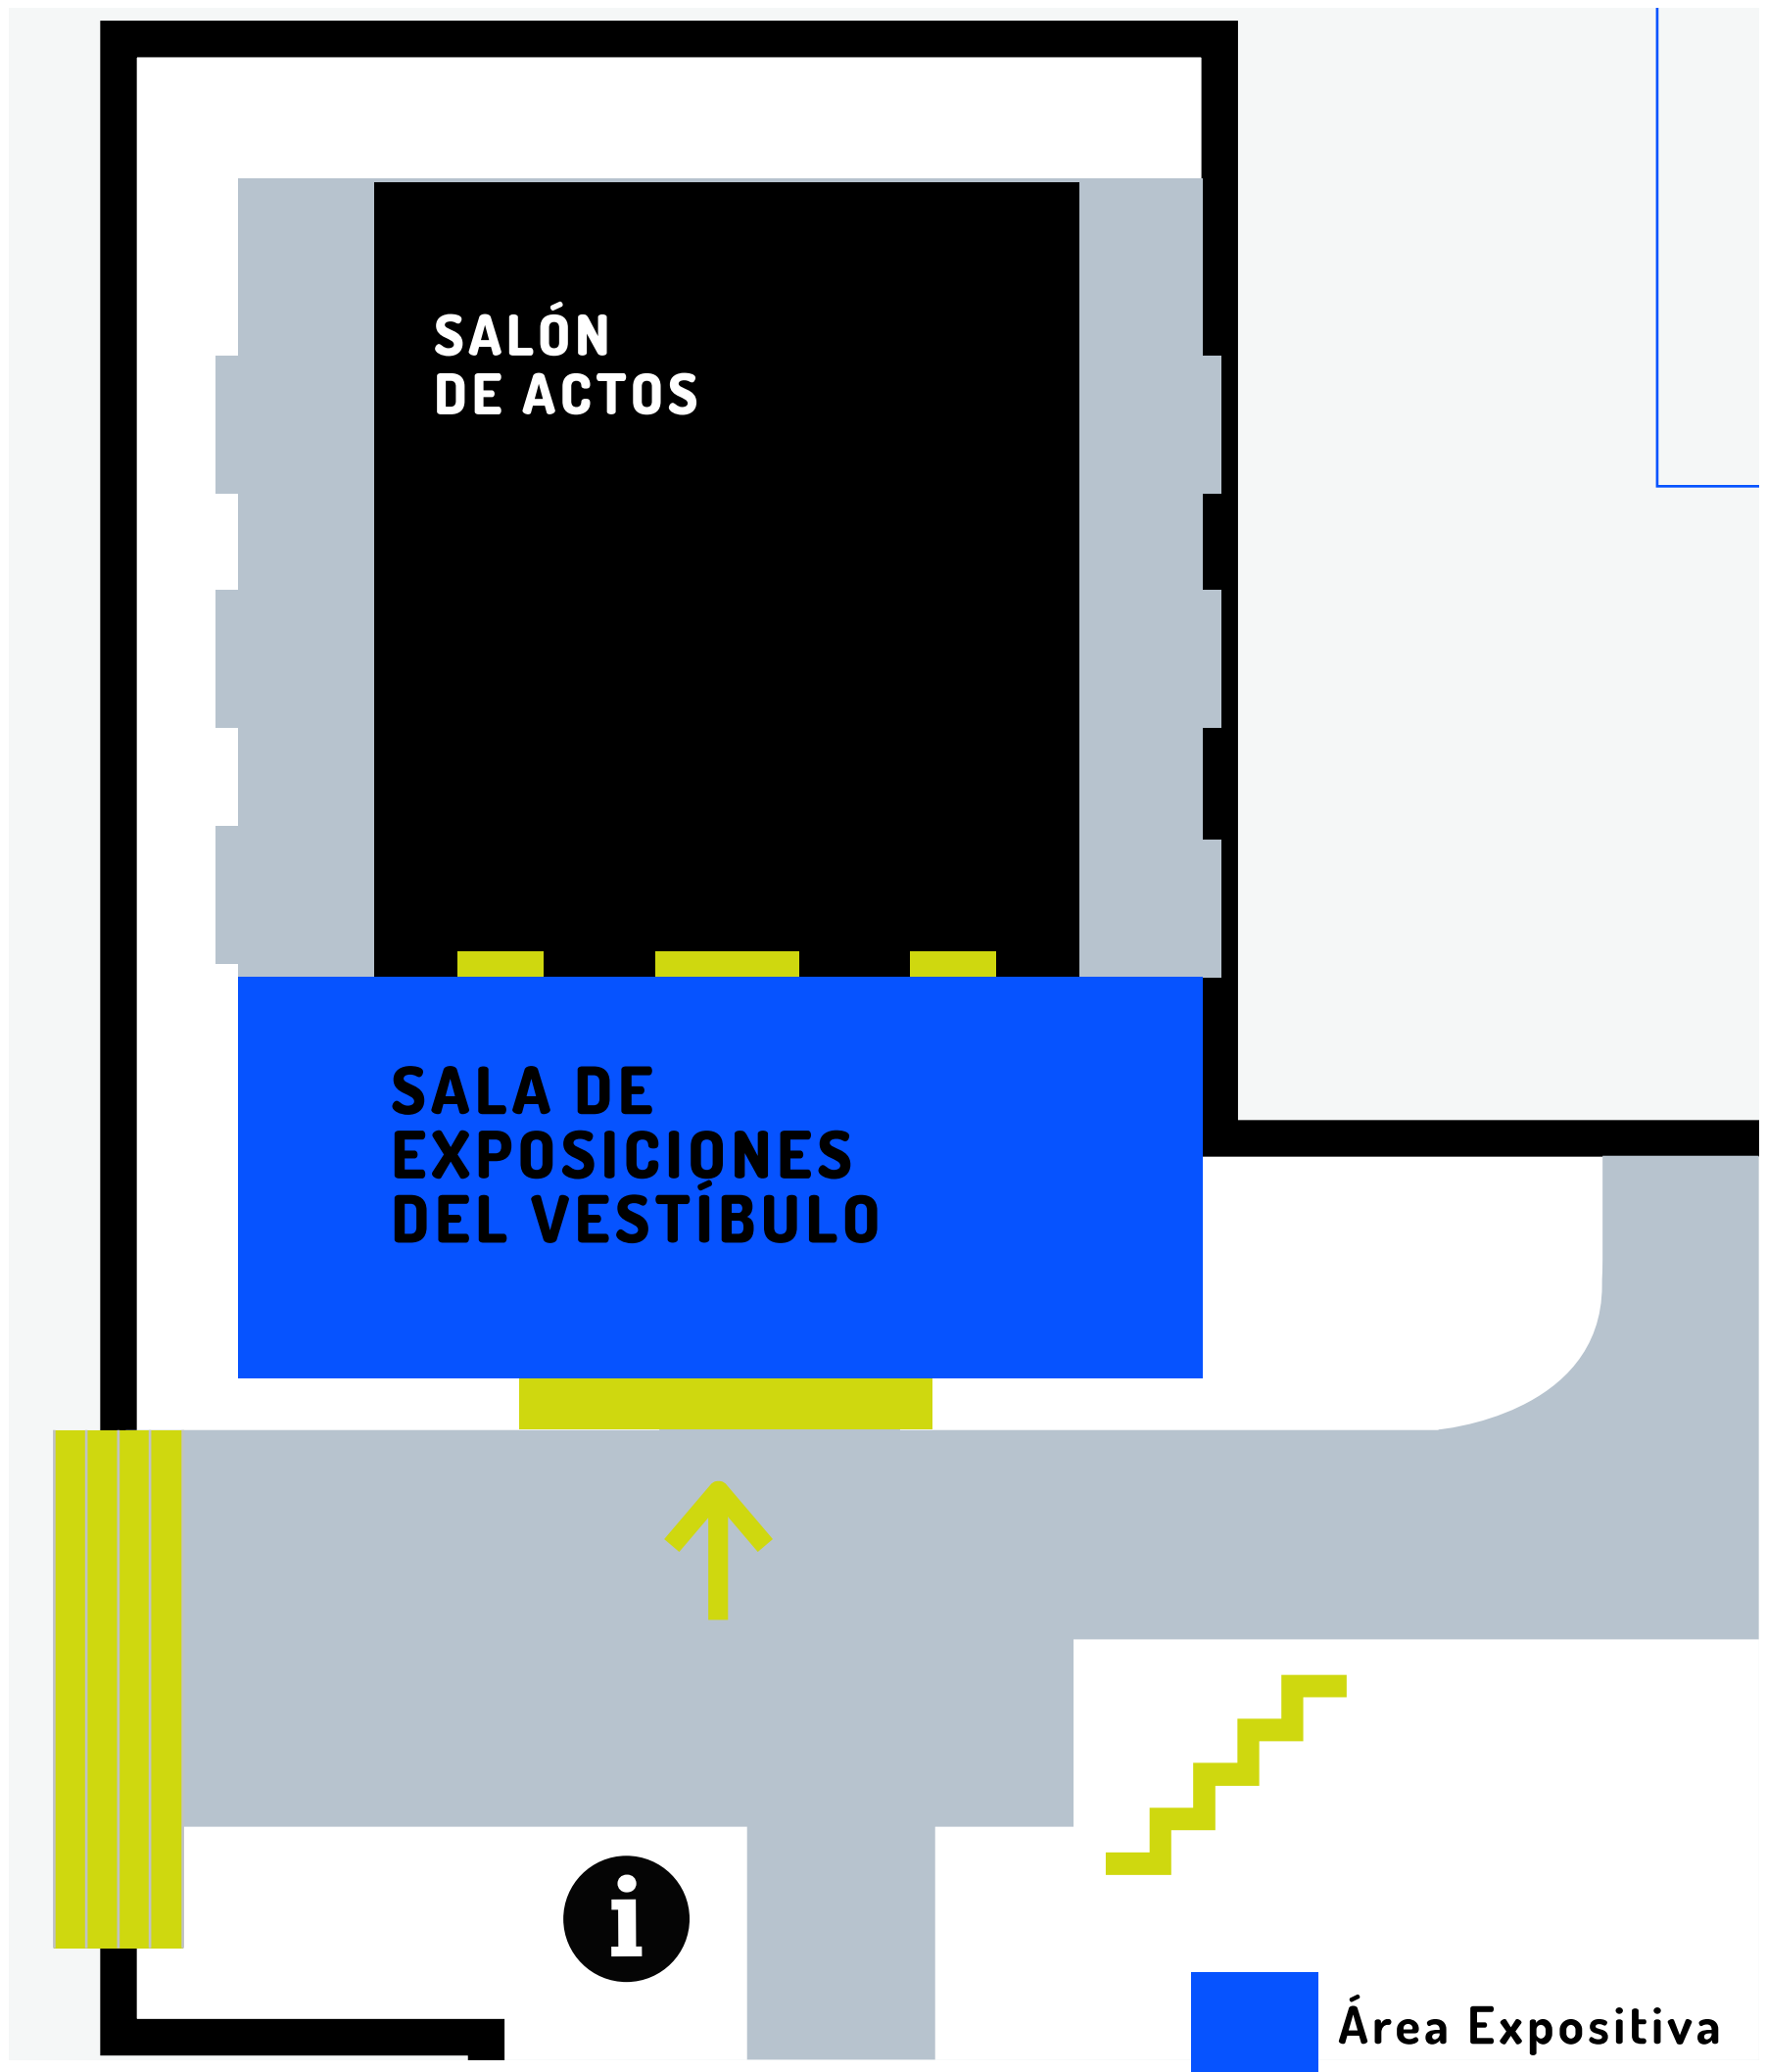 SALÓN
DE ACTOS
SALA DE
EXPOSICIONES
DEL VESTÍBULO
i
Área Expositiva